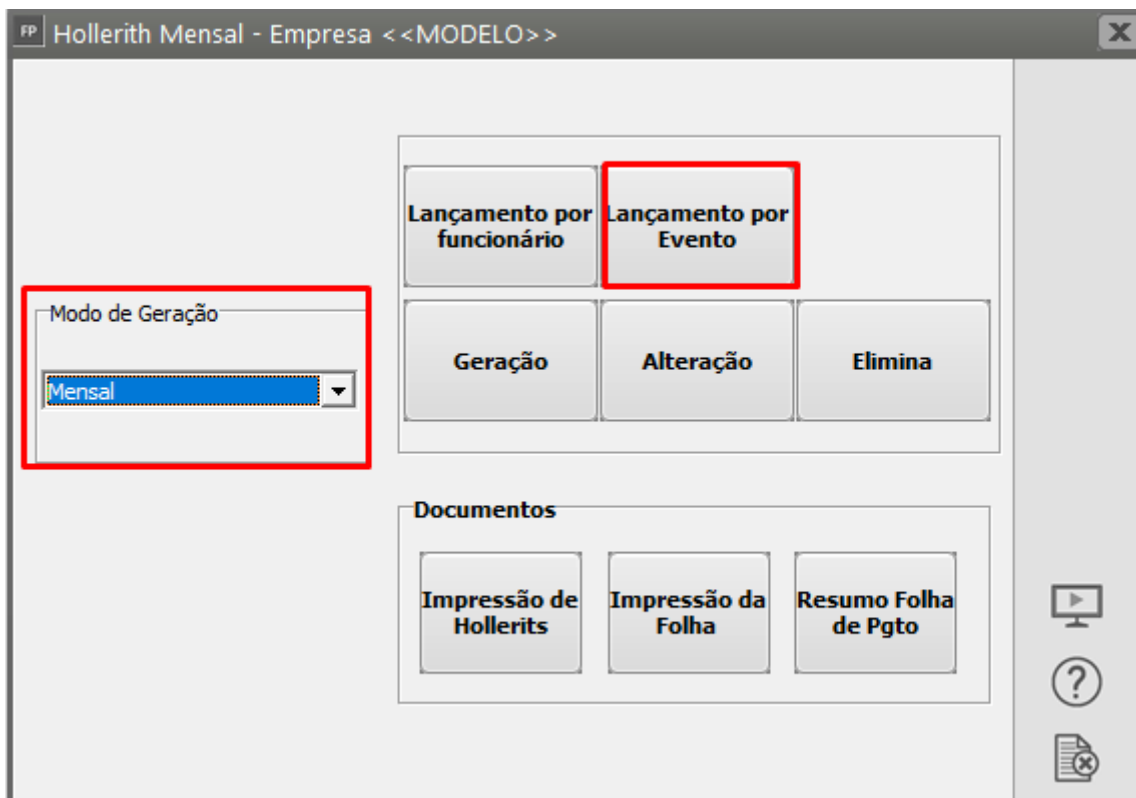 FP Hollerith Mensal - Empresa <<MODELO>>
Lançamento por
funcionário
Lançamento por
Evento
Modo de Geração
Mensal
Geração
Alteração
Elimina
Documentos
Impressão de
Hollerits
Impressão da
Folha
Resumo Folha
de Pgto
?